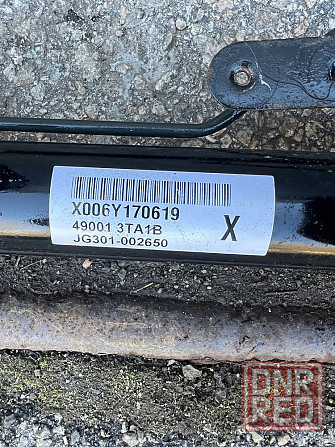 X006Y170619
49001 3TA1B
JG301-002650
X
DNR
RED